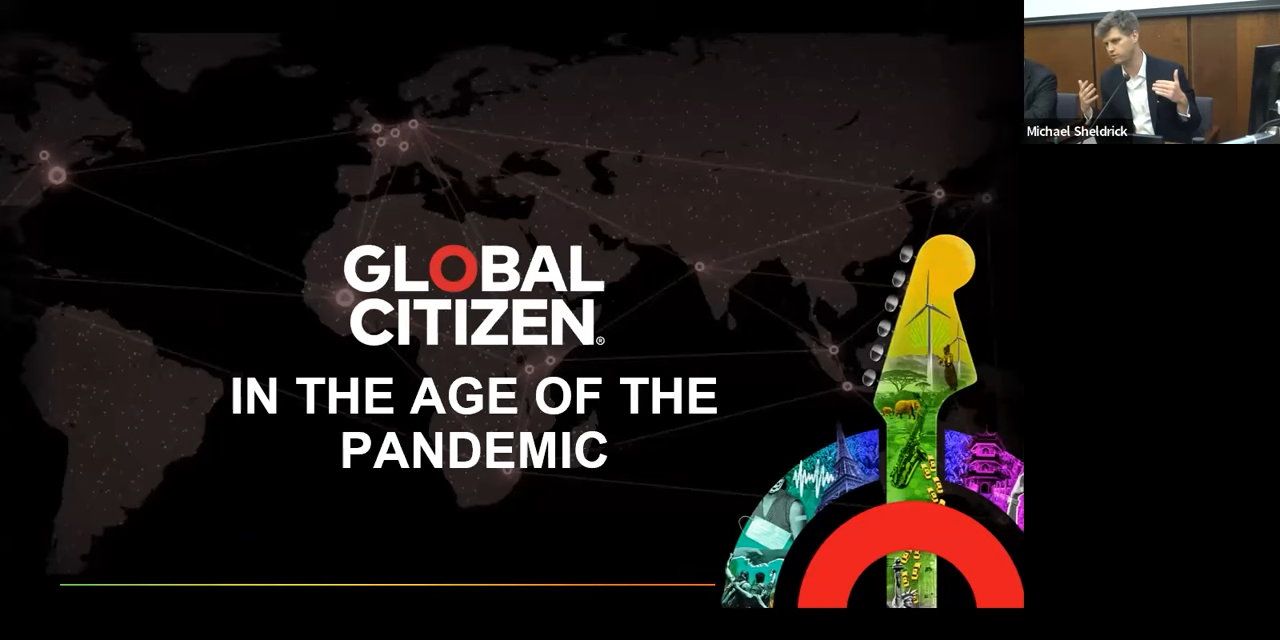 GLOBAL
CITIZEN®
IN THE AGE OF THE
PANDEMIC
Michael Sheldrick